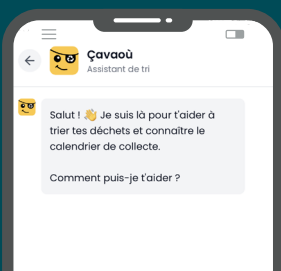 Çavaoù
Assistant de tri
Salut ! 👋 Je suis là pour t'aider à
trier tes déchets et connaître le
calendrier de collecte.
Comment puis-je t'aider ?